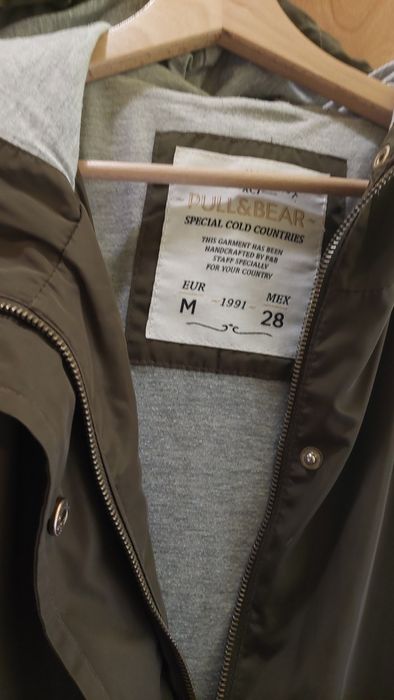 PULL&BEAR
SPECIAL COLD COUNTRIES
THIS GARMENT HAS BEEN
HANDCRAFTED BY P&B
STAFF SPECIALLY
FOR YOUR COUNTRY
EUR MEX
M -1991- 28